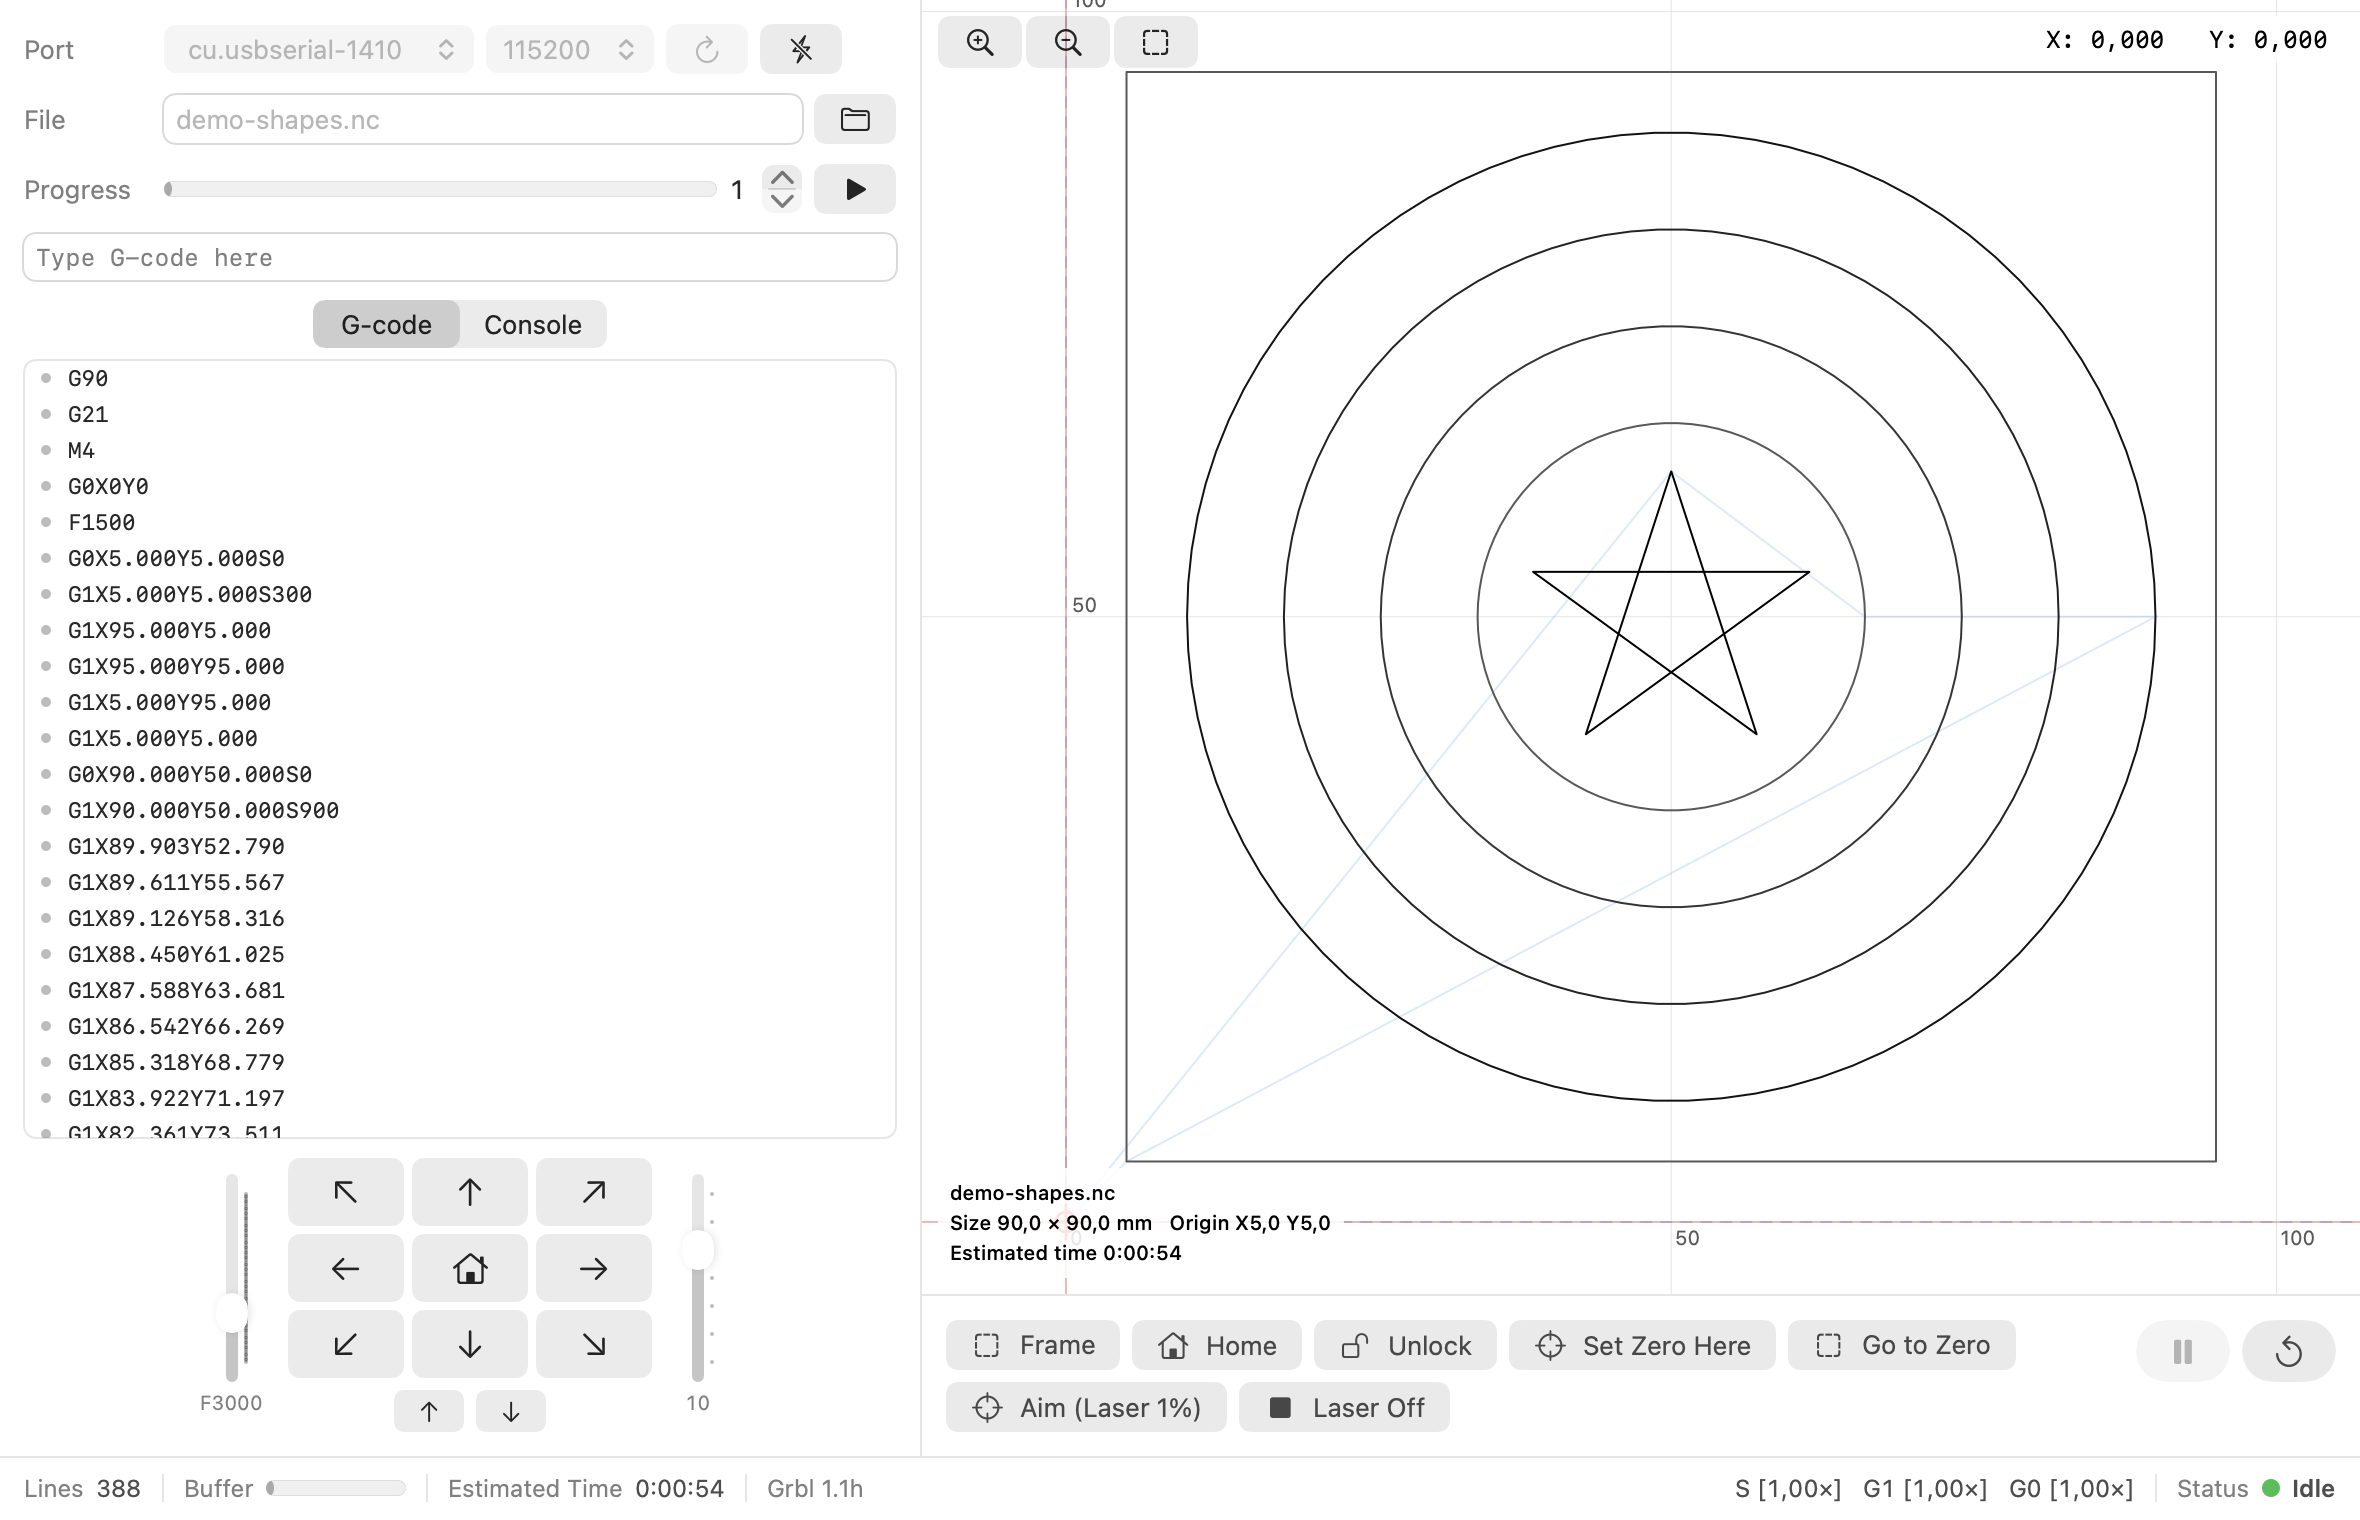 Port cu.usbserial-1410 115200
File demo-shapes.nc
Progress 1
Type G-code here
G-code Console
G90
G21
M4
G0X0Y0
F1500
G0X5.000Y5.000S0
G1X5.000Y5.000S300
G1X95.000Y5.000
G1X95.000Y95.000
G1X5.000Y95.000
G1X5.000Y5.000
G0X90.000Y50.000S0
G1X90.000Y50.000S900
G1X89.903Y52.790
G1X89.611Y55.567
G1X89.126Y58.316
G1X88.450Y61.025
G1X87.588Y63.681
G1X86.542Y66.269
G1X85.318Y68.779
G1X83.922Y71.197
G1X82.361Y73.511
F3000
10
100
X: 0,000 Y: 0,000
50
demo-shapes.nc
Size 90,0 × 90,0 mm Origin X5,0 Y5,0
Estimated time 0:00:54
0
50
100
Frame Home Unlock Set Zero Here Go to Zero
Aim (Laser 1%) Laser Off
Lines 388 Buffer Estimated Time 0:00:54 Grbl 1.1h
S [1,00×] G1 [1,00×] G0 [1,00×] Status Idle